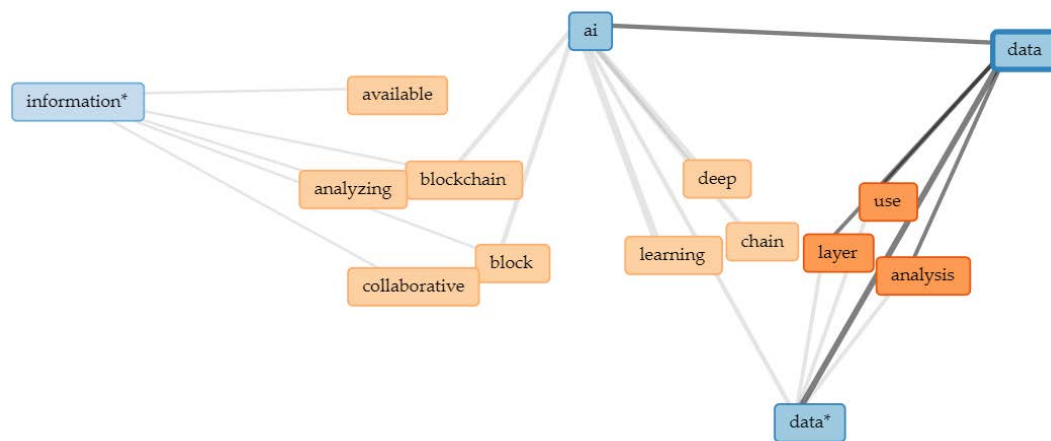 ai
data
information*
available
deep
blockchain
analyzing
use
chain
layer
learning
block
analysis
collaborative
data*